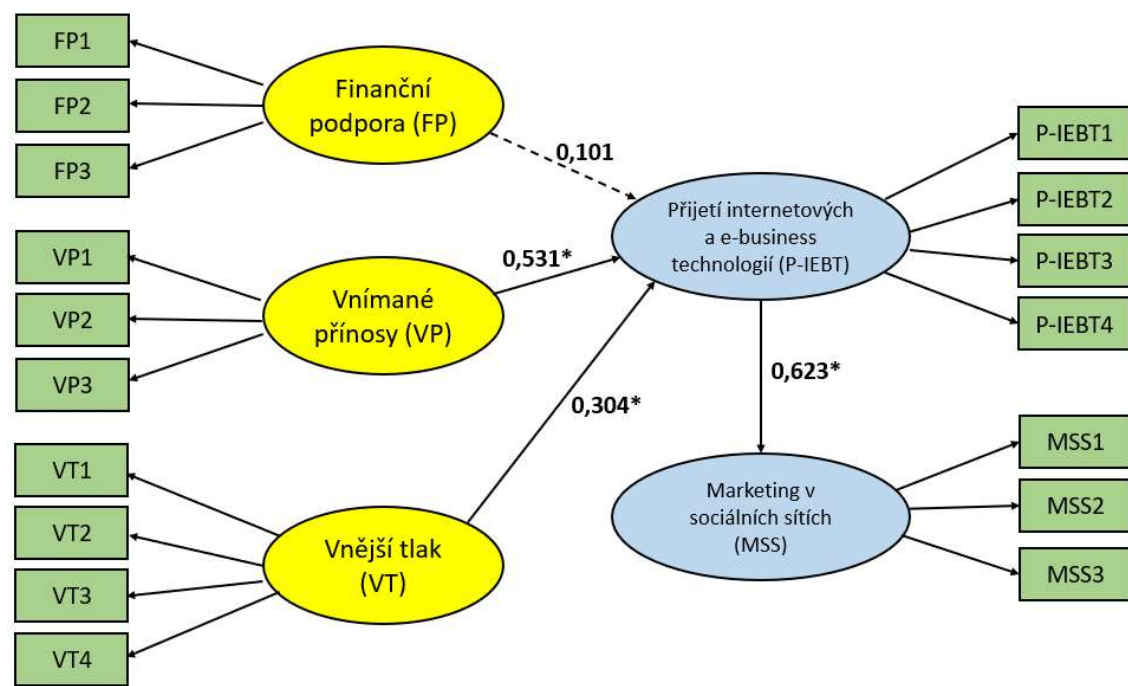 FP1
FP2
FP3
Finanční
podpora (FP)
0,101
VP1
VP2
VP3
Vnímané
přínosy (VP)
0,531*
VT1
VT2
VT3
VT4
Vnější tlak
(VT)
0,304*
Přijetí internetových
a e-business
technologií (P-IEBT)
P-IEBT1
P-IEBT2
P-IEBT3
P-IEBT4
0,623*
Marketing v
sociálních sítích
(MSS)
MSS1
MSS2
MSS3